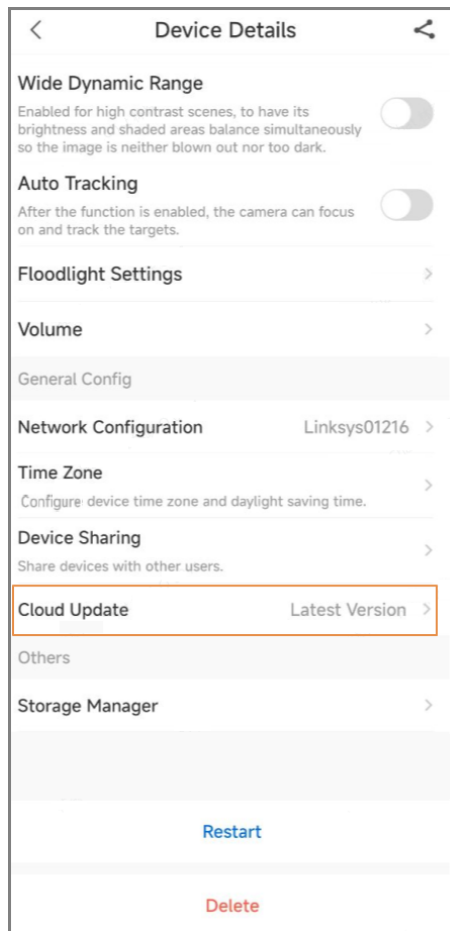 Device Details
Wide Dynamic Range
Enabled for high contrast scenes, to have its
brightness and shaded areas balance simultaneously
so the image is neither blown out nor too dark.
Auto Tracking
After the function is enabled, the camera can focus
on and track the targets.
Floodlight Settings
Volume
General Config
Network Configuration Linksys01216
Time Zone
Configure device time zone and daylight saving time.
Device Sharing
Share devices with other users.
Cloud Update Latest Version
Others
Storage Manager
Restart
Delete